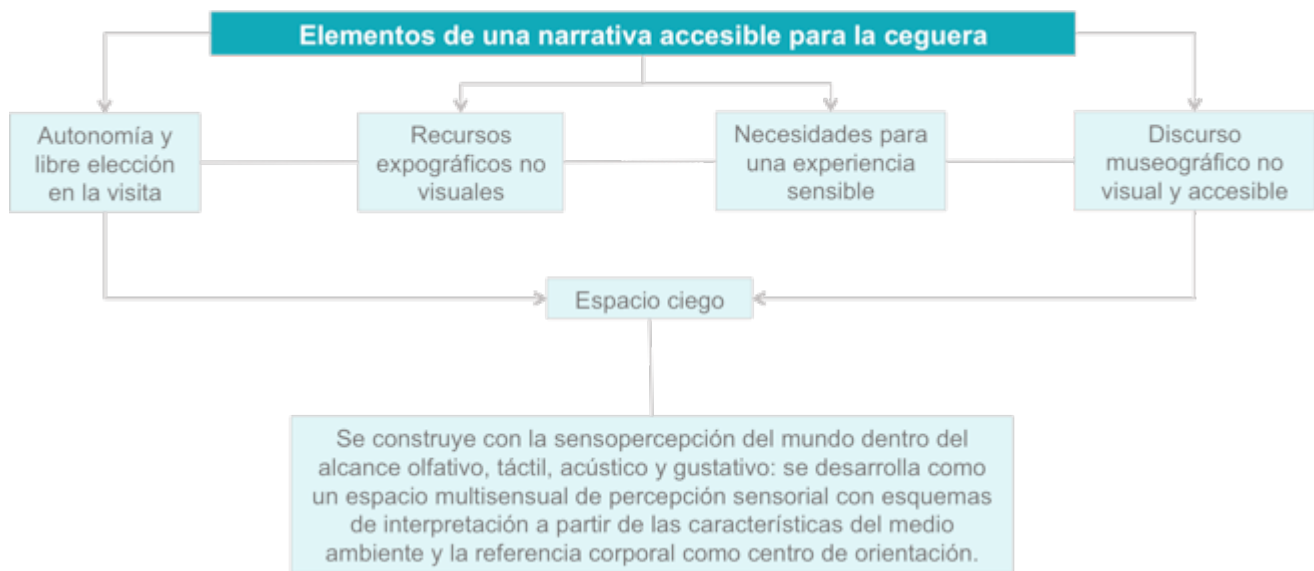 Elementos de una narrativa accesible para la ceguera
Autonomía y
libre elección
en la visita
Recursos
expográficos no
visuales
Necesidades para
una experiencia
sensible
Discurso
museográfico no
visual y accesible
Espacio ciego
Se construye con la sensopercepción del mundo dentro del
alcance olfativo, táctil, acústico y gustativo: se desarrolla como
un espacio multisensual de percepción sensorial con esquemas
de interpretación a partir de las características del medio
ambiente y la referencia corporal como centro de orientación.